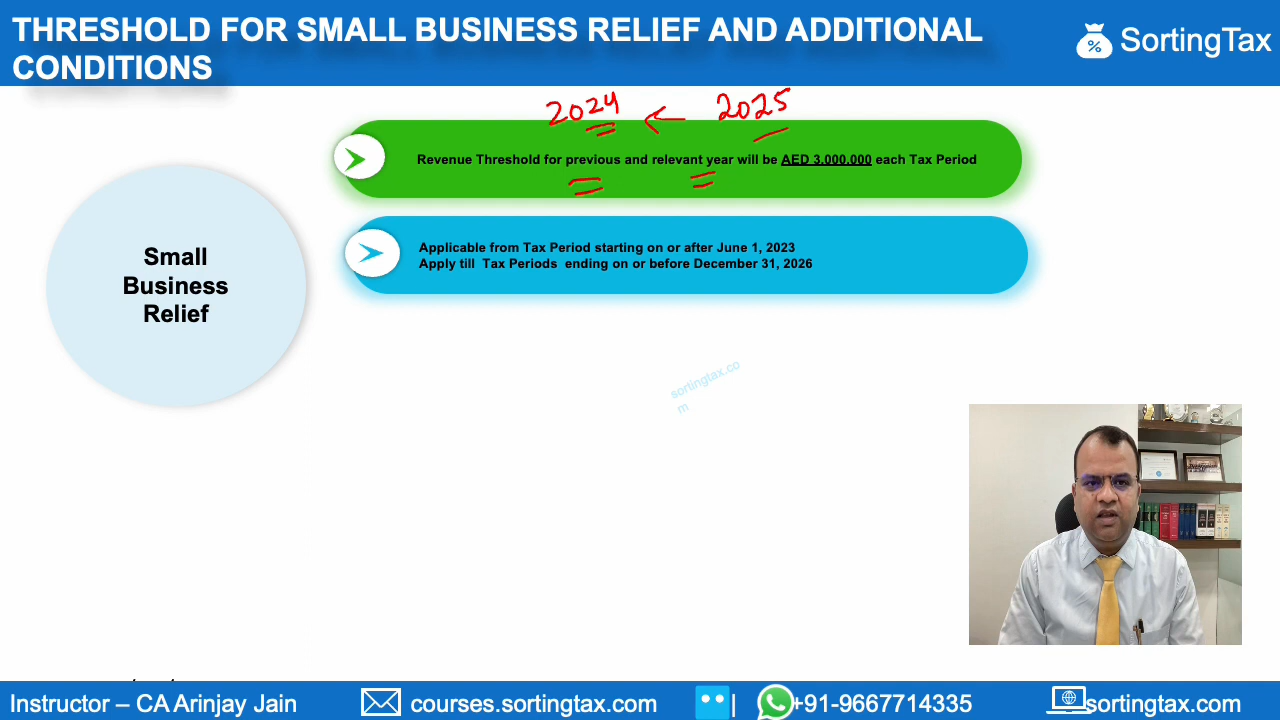 THRESHOLD FOR SMALL BUSINESS RELIEF AND ADDITIONAL
CONDITIONS
% SortingTax
2024 ← 2025
Revenue Threshold for previous and relevant year will be AED 3,000,000 each Tax Period
Small
Business
Relief
Applicable from Tax Period starting on or after June 1, 2023
Apply till Tax Periods ending on or before December 31, 2026
sortingtax.co
m
Instructor – CA Arinjay Jain
courses.sortingtax.com
|
+91-9667714335
sortingtax.com